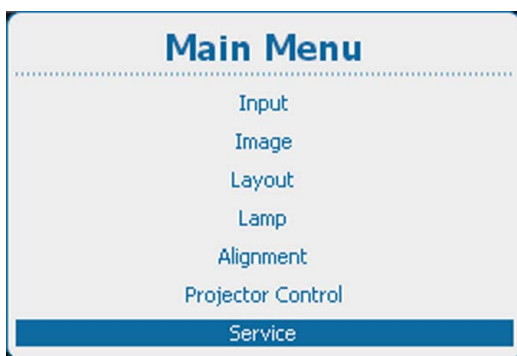 Main Menu
Input
Image
Layout
Lamp
Alignment
Projector Control
Service